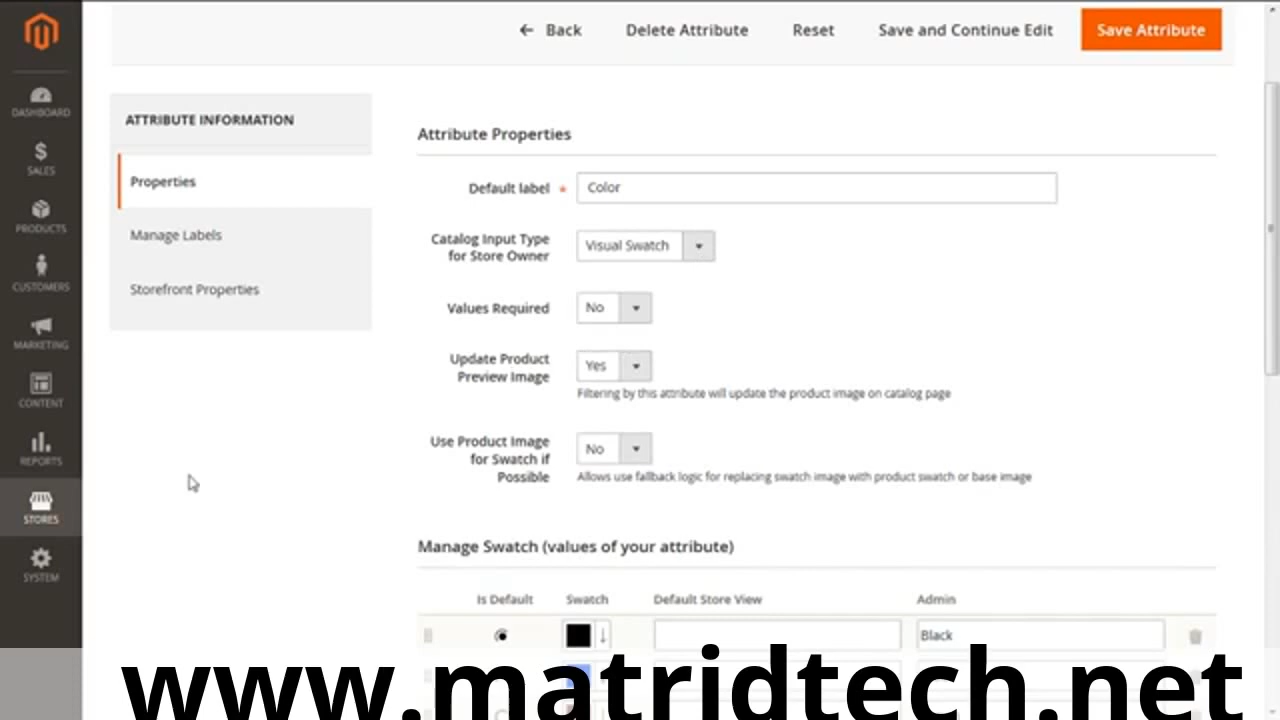 Back
Delete Attribute
Reset
Save and Continue Edit
Save Attribute
DASHBOARD
SALES
PRODUCTS
CUSTOMERS
MARKETING
CONTENT
REPORTS
STORES
SYSTEM
ATTRIBUTE INFORMATION
Properties
Manage Labels
Storefront Properties
Attribute Properties
Default label *
Color
Catalog Input Type
for Store Owner
Visual Swatch
Values Required
No
Update Product
Preview Image
Yes
Filtering by this attribute will update the product image on catalog page
Use Product Image
for Swatch if
Possible
No
Allows use fallback logic for replacing swatch image with product swatch or base image
Manage Swatch (values of your attribute)
Is Default
Swatch
Default Store View
Admin
Black
www.matridtech.net